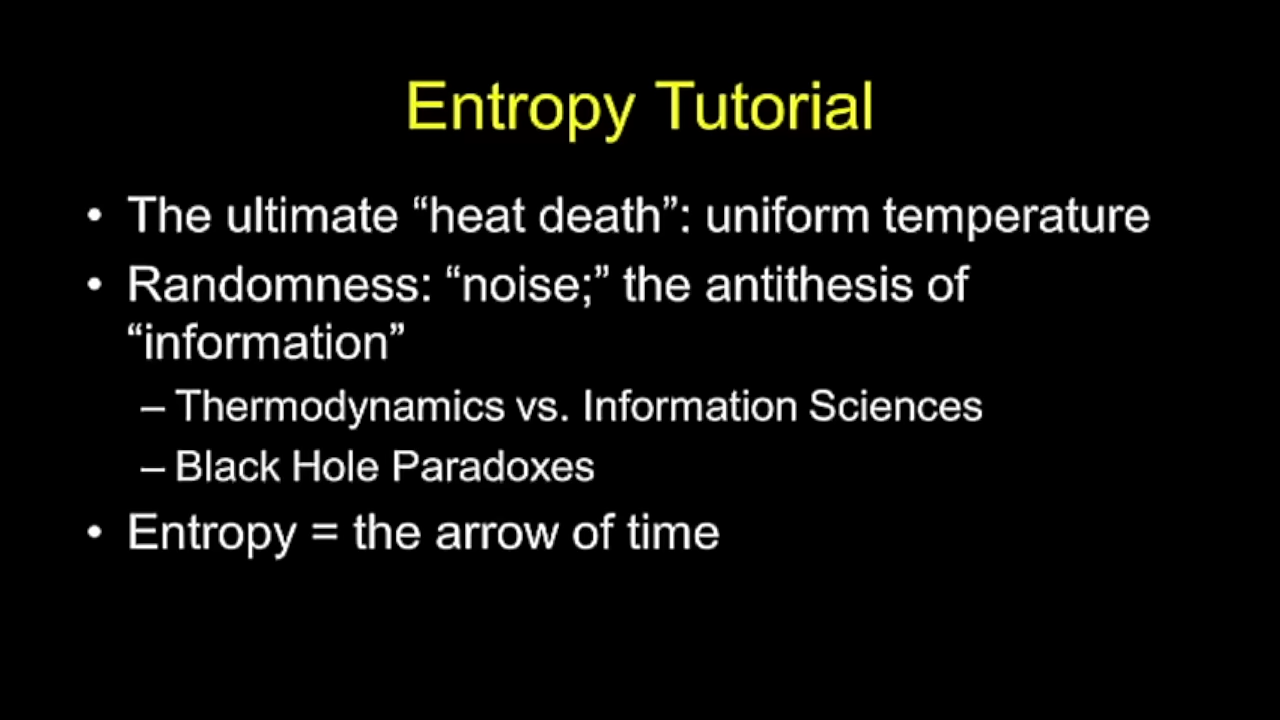 Entropy Tutorial
• The ultimate “heat death”: uniform temperature
• Randomness: “noise;” the antithesis of
“information”
– Thermodynamics vs. Information Sciences
– Black Hole Paradoxes
• Entropy = the arrow of time